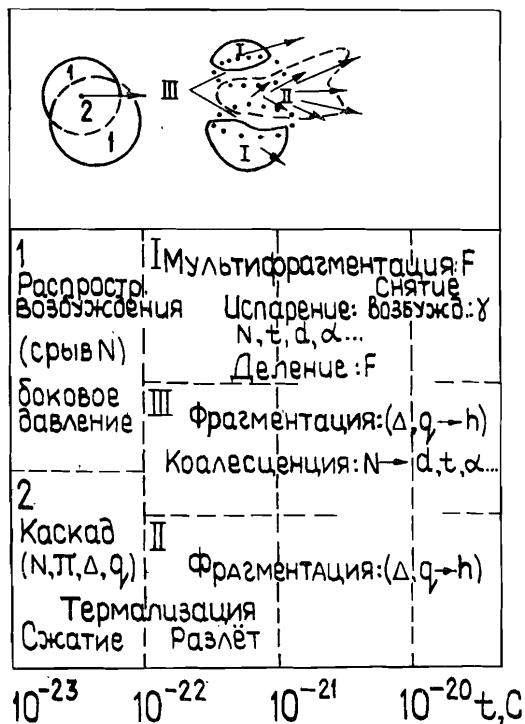 1
2
1
III
I
II
I
1
Распростр.
возбуждения
(срыв N)
боковое
давление
I Мультифрагментация: F
Снятие
Испарение: возбужд.: γ
N, t, d, α...
Деление: F
III
Фрагментация: (Δ, q → h)
Коалесценция: N → d, t, α...
2
Каскад
(N, π, Δ, q)
II
Фрагментация: (Δ, q → h)
Термализация
Сжатие Разлёт
10⁻²³ 10⁻²² 10⁻²¹ 10⁻²⁰ t, С